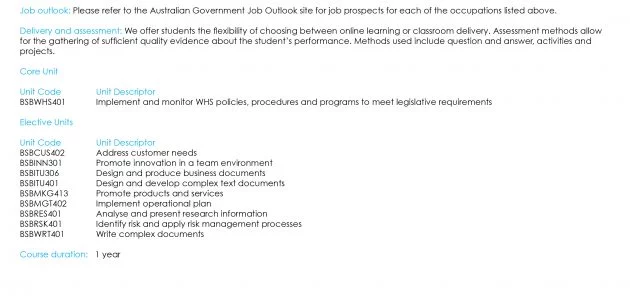 Job outlook: Please refer to the Australian Government Job Outlook site for job prospects for each of the occupations listed above.
Delivery and assessment: We offer students the flexibility of choosing between online learning or classroom delivery. Assessment methods allow
for the gathering of sufficient quality evidence about the student's performance. Methods used include question and answer, activities and
projects.
Core Unit
Unit Code Unit Descriptor
BSBWHS401 Implement and monitor WHS policies, procedures and programs to meet legislative requirements
Elective Units
Unit Code Unit Descriptor
BSBCUS402 Address customer needs
BSBINN301 Promote innovation in a team environment
BSBITU306 Design and produce business documents
BSBITU401 Design and develop complex text documents
BSBMKG413 Promote products and services
BSBMGT402 Implement operational plan
BSBRES401 Analyse and present research information
BSBRSK401 Identify risk and apply risk management processes
BSBWRT401 Write complex documents
Course duration: 1 year